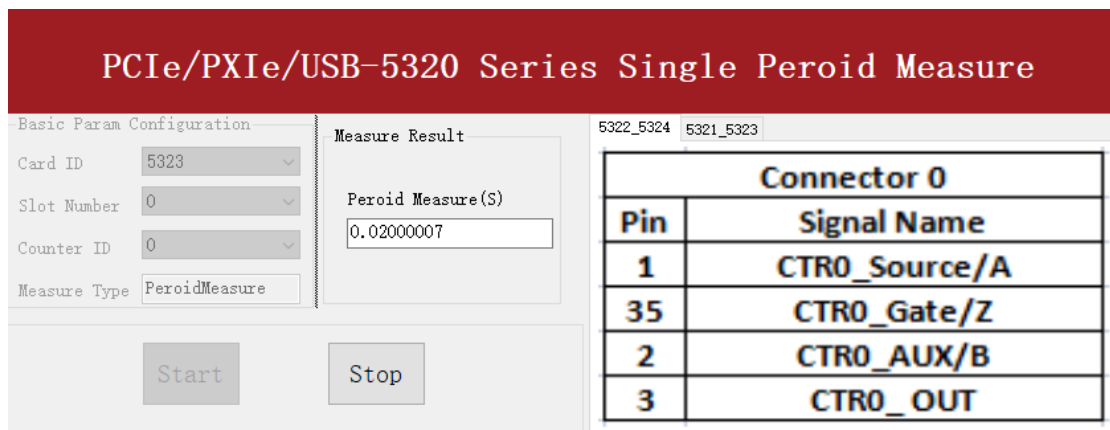 PCIe/PXIe/USB-5320 Series Single Peroid Measure
Basic Param Configuration
Card ID 5323
Slot Number 0
Counter ID 0
Measure Type PeroidMeasure
Measure Result
Peroid Measure(S)
0.02000007
Start Stop
5322_5324 5321_5323
Connector 0
Pin Signal Name
1 CTR0_Source/A
35 CTR0_Gate/Z
2 CTR0_AUX/B
3 CTR0_ OUT